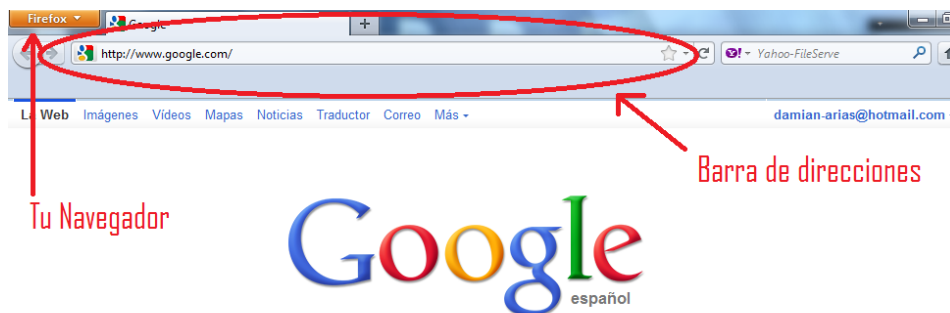 Firefox
Google
http://www.google.com/
Yahoo-FileServe
La Web Imágenes Vídeos Mapas Noticias Traductor Correo Más
damian-arias@hotmail.com
Barra de direcciones
Tu Navegador
Google
español